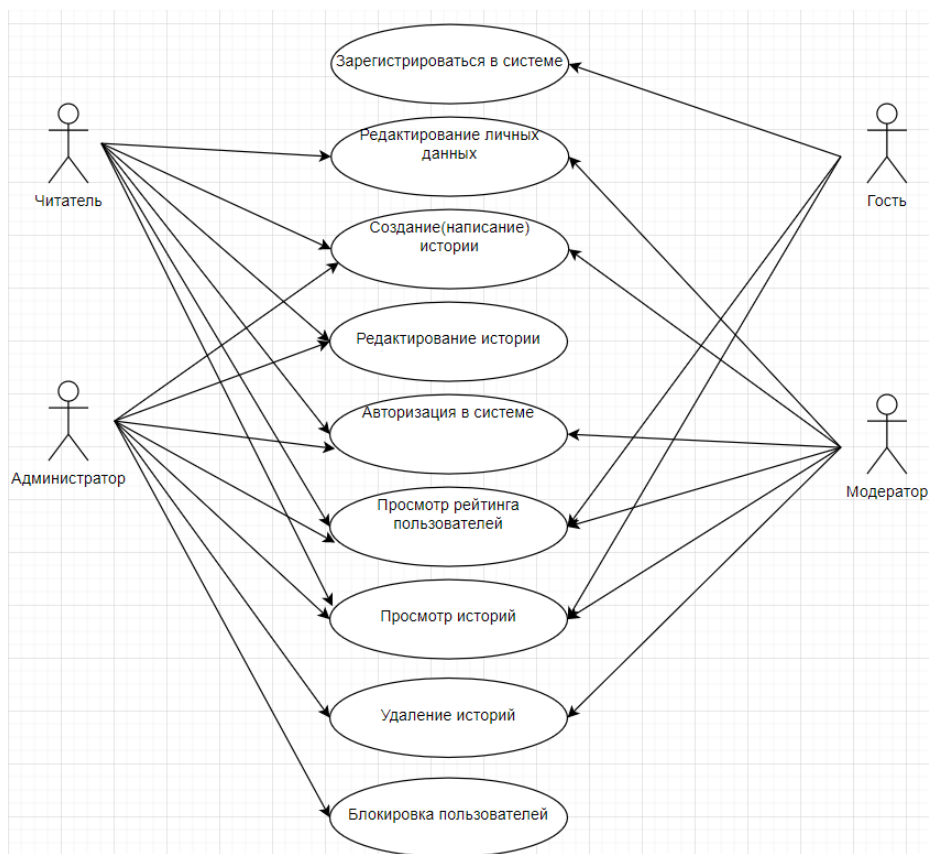 Зарегистрироваться в системе
Читатель
Гость
Редактирование личных
данных
Создание(написание)
истории
Редактирование истории
Администратор
Модератор
Авторизация в системе
Просмотр рейтинга
пользователей
Просмотр историй
Удаление историй
Блокировка пользователей